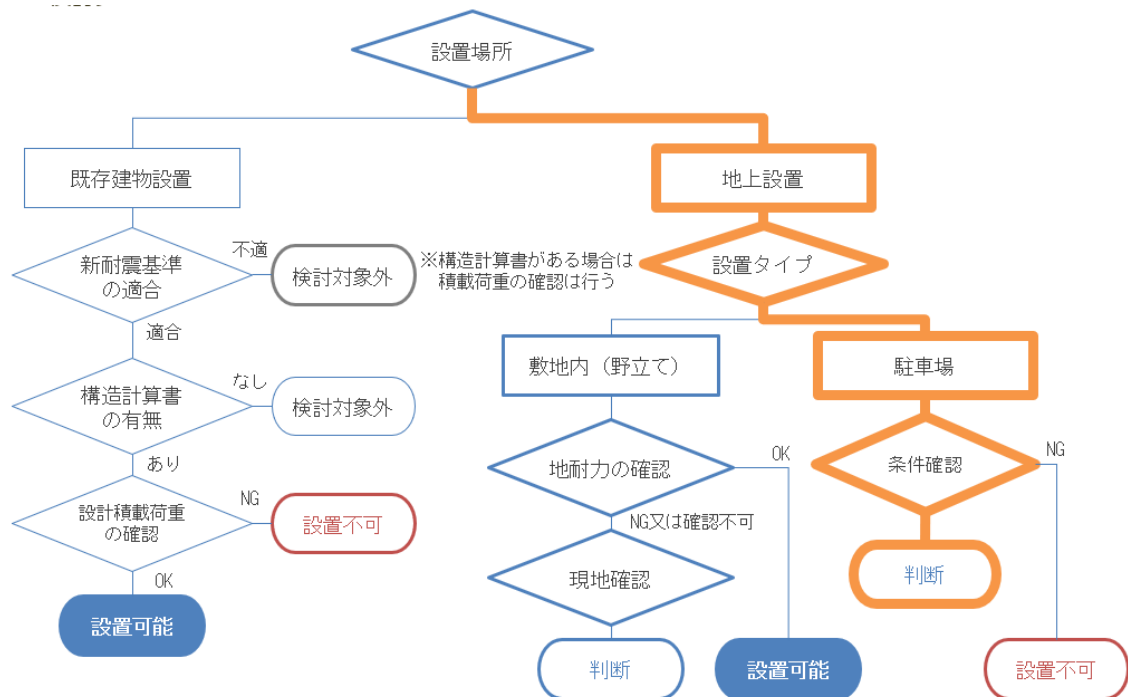 設置場所
既存建物設置
地上設置
新耐震基準
の適合
不適
検討対象外
※構造計算書がある場合は
積載荷重の確認は行う
設置タイプ
適合
敷地内（野立て）
駐車場
構造計算書
の有無
なし
検討対象外
地耐力の確認
OK
条件確認
NG
あり
設計積載荷重
の確認
NG
設置不可
NG又は確認不可
OK
現地確認
判断
設置可能
判断
設置可能
設置不可